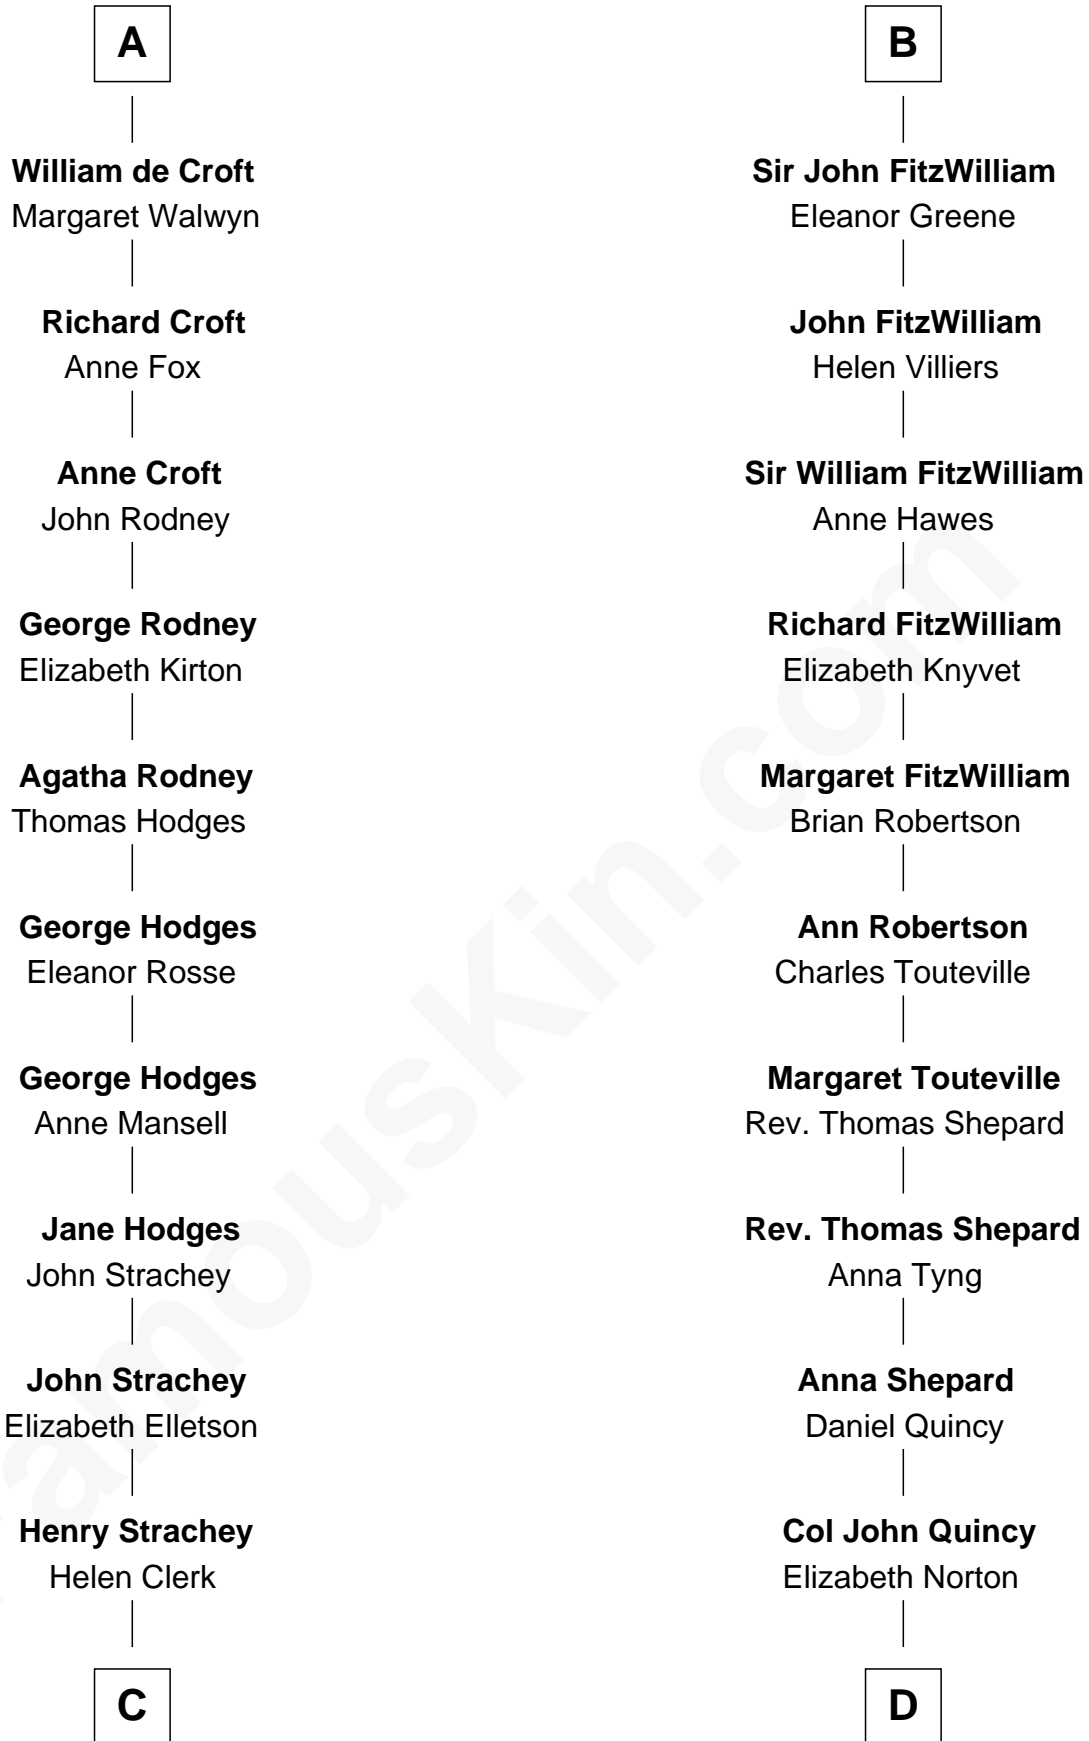 A
William de Croft
Margaret Walwyn
Richard Croft
Anne Fox
Anne Croft
John Rodney
George Rodney
Elizabeth Kirton
Agatha Rodney
Thomas Hodges
George Hodges
Eleanor Rosse
George Hodges
Anne Mansell
Jane Hodges
John Strachey
John Strachey
Elizabeth Elletson
Henry Strachey
Helen Clerk
C
B
Sir John FitzWilliam
Eleanor Greene
John FitzWilliam
Helen Villiers
Sir William FitzWilliam
Anne Hawes
Richard FitzWilliam
Elizabeth Knyvet
Margaret FitzWilliam
Brian Robertson
Ann Robertson
Charles Touteville
Margaret Touteville
Rev. Thomas Shepard
Rev. Thomas Shepard
Anna Tyng
Anna Shepard
Daniel Quincy
Col John Quincy
Elizabeth Norton
D
FamousKin.com